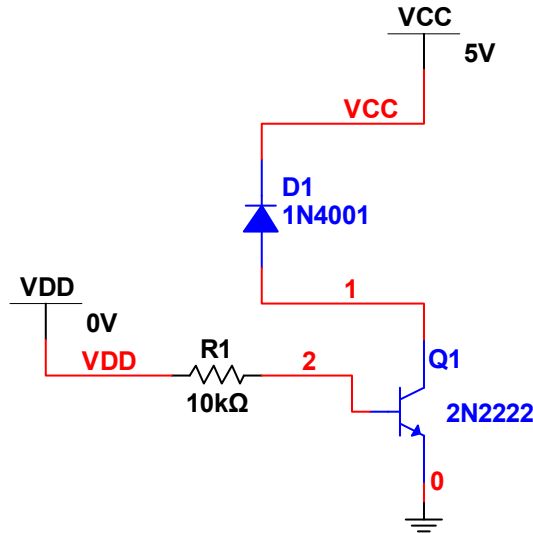 VCC
5V
VCC
D1
1N4001
1
VDD
0V
VDD
R1
10kΩ
2
Q1
2N2222
0